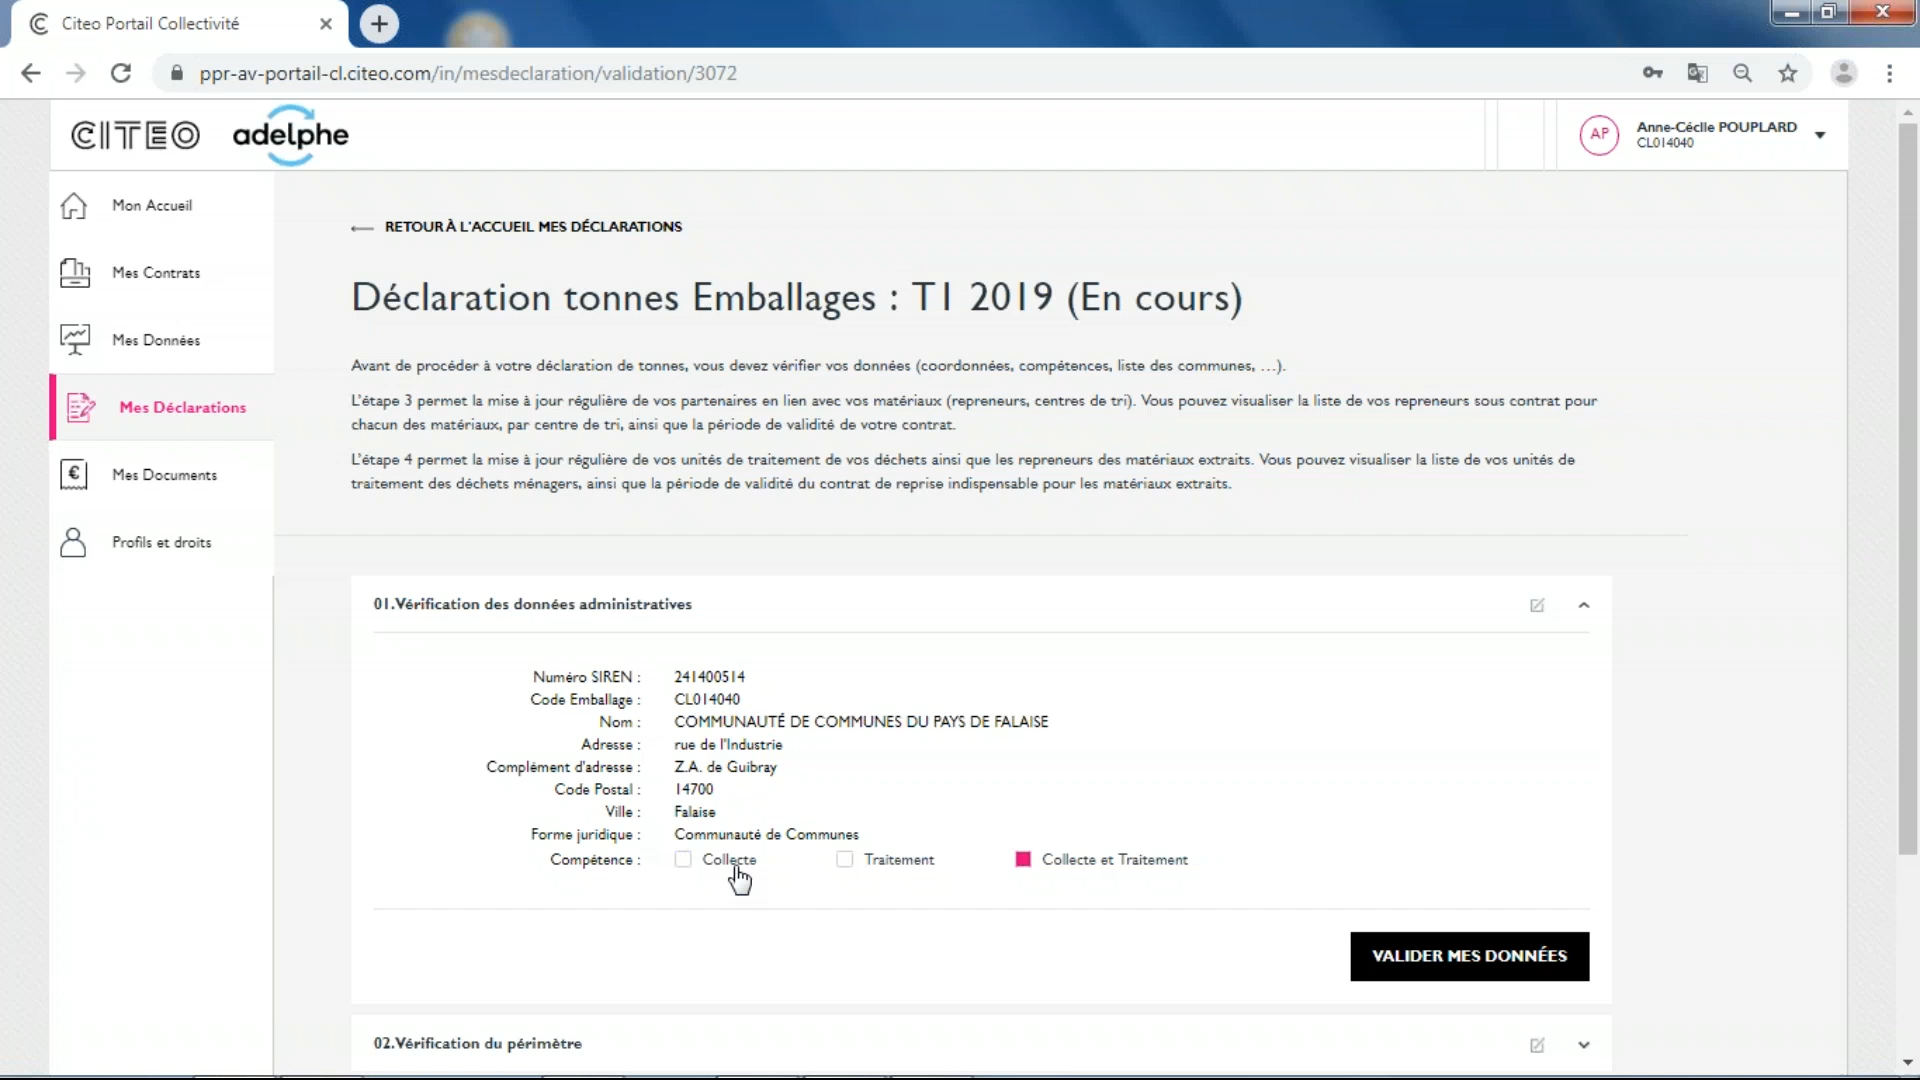 Citeo Portail Collectivité
ppr-av-portail-cl.citeo.com/in/mesdeclaration/validation/3072
CITEO adelphe
AP Anne-Cécile POUPLARD
CL014040
Mon Accueil
Mes Contrats
Mes Données
Mes Déclarations
Mes Documents
Profils et droits
RETOUR À L'ACCUEIL MES DÉCLARATIONS
Déclaration tonnes Emballages : T1 2019 (En cours)
Avant de procéder à votre déclaration de tonnes, vous devez vérifier vos données (coordonnées, compétences, liste des communes, …).
L'étape 3 permet la mise à jour régulière de vos partenaires en lien avec vos matériaux (repreneurs, centres de tri). Vous pouvez visualiser la liste de vos repreneurs sous contrat pour
chacun des matériaux, par centre de tri, ainsi que la période de validité de votre contrat.
L'étape 4 permet la mise à jour régulière de vos unités de traitement de vos déchets ainsi que les repreneurs des matériaux extraits. Vous pouvez visualiser la liste de vos unités de
traitement des déchets ménagers, ainsi que la période de validité du contrat de reprise indispensable pour les matériaux extraits.
01.Vérification des données administratives
Numéro SIREN : 241400514
Code Emballage : CL014040
Nom : COMMUNAUTÉ DE COMMUNES DU PAYS DE FALAISE
Adresse : rue de l'Industrie
Complément d'adresse : Z.A. de Guibray
Code Postal : 14700
Ville : Falaise
Forme juridique : Communauté de Communes
Compétence : Collecte Traitement Collecte et Traitement
VALIDER MES DONNÉES
02.Vérification du périmètre